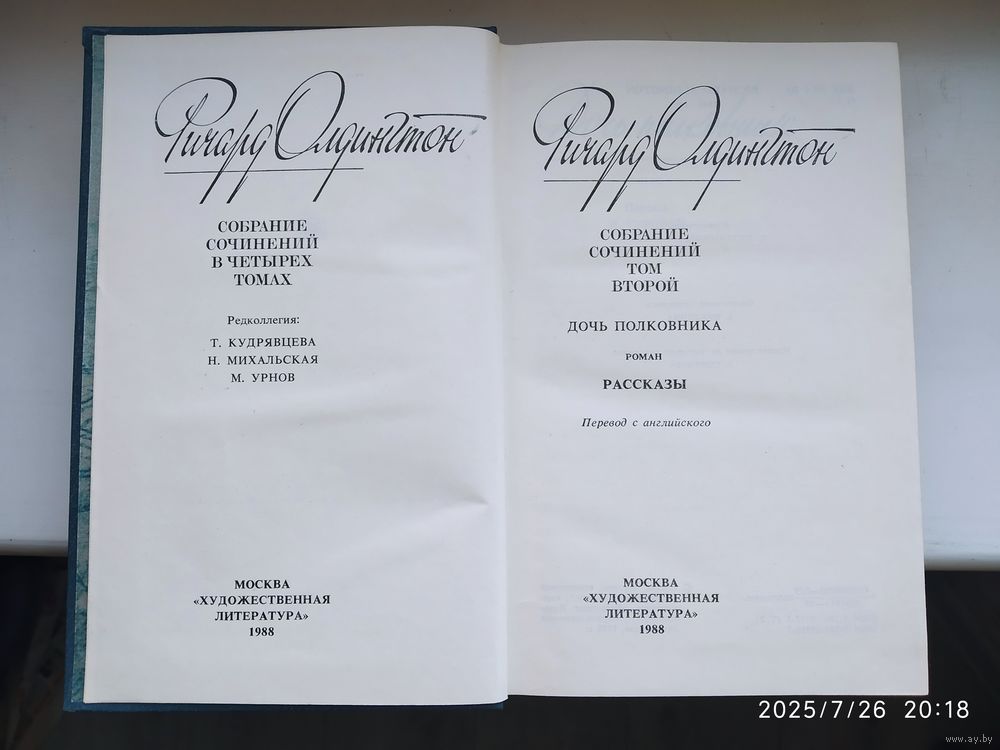 Ричард Олдингтон
СОБРАНИЕ
СОЧИНЕНИЙ
В ЧЕТЫРЕХ
ТОМАХ
Редколлегия:
Т. КУДРЯВЦЕВА
Н. МИХАЛЬСКАЯ
М. УРНОВ
МОСКВА
«ХУДОЖЕСТВЕННАЯ
ЛИТЕРАТУРА»
1988
Ричард Олдингтон
СОБРАНИЕ
СОЧИНЕНИЙ
ТОМ
ВТОРОЙ
ДОЧЬ ПОЛКОВНИКА
РОМАН
РАССКАЗЫ
Перевод с английского
МОСКВА
«ХУДОЖЕСТВЕННАЯ
ЛИТЕРАТУРА»
1988
2025/7/26 20:18
www.ay.by